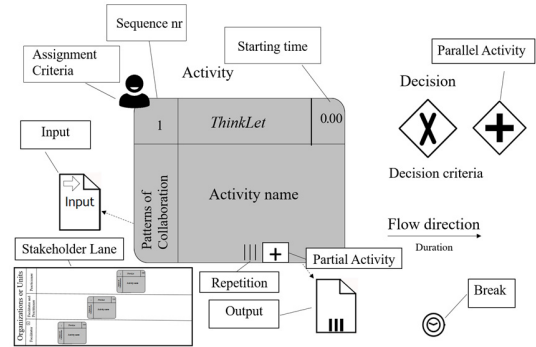 Sequence nr
Assignment
Criteria
Starting time
Parallel Activity
Activity
Decision
1
ThinkLet
0.00
Input
Input
Patterns of
Collaboration
Activity name
Decision criteria
Flow direction
Duration
Stakeholder Lane
Partial Activity
Repetition
Output
Break
Organizations or Units